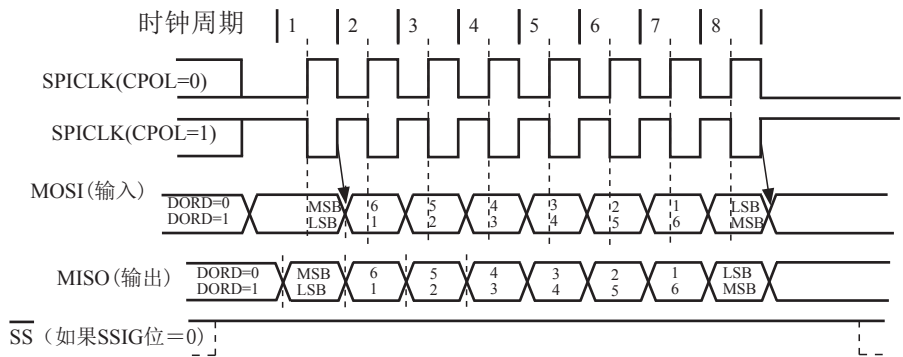 时钟周期 1 2 3 4 5 6 7 8
SPICLK(CPOL=0)
SPICLK(CPOL=1)
MOSI(输入)
DORD=0 MSB 6 5 4 3 2 1 LSB
DORD=1 LSB 1 2 3 4 5 6 MSB
MISO(输出)
DORD=0 MSB 6 5 4 3 2 1 LSB
DORD=1 LSB 1 2 3 4 5 6 MSB
SS（如果SSIG位＝0）